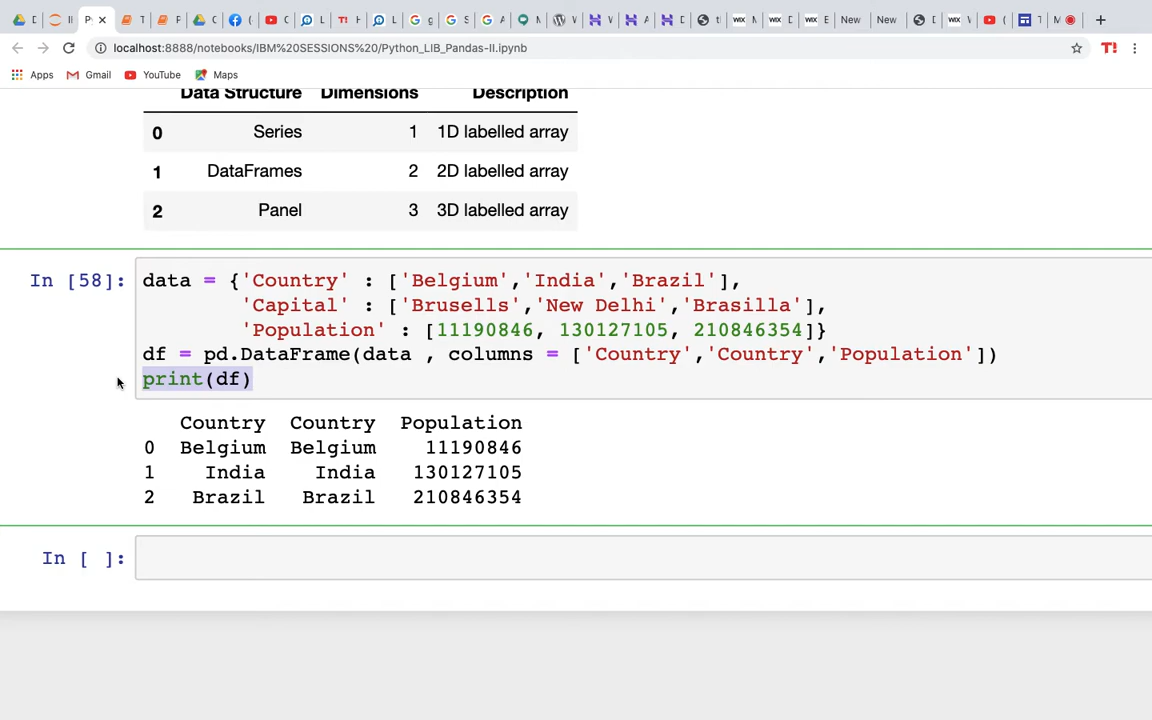 D
Il
P
T
P
C
(
C
L
T! H
L
g
S
A
M
W
W
A
D
t
M
D
E
New
New
D
W
(
T
M
localhost:8888/notebooks/IBM%20SESSIONS%20/Python_LIB_Pandas-II.ipynb
T!
Apps
Gmail
YouTube
Maps
Data Structure Dimensions Description
0 Series 1 1D labelled array
1 DataFrames 2 2D labelled array
2 Panel 3 3D labelled array
In [58]: data = {'Country' : ['Belgium','India','Brazil'],
'Capital' : ['Brusells','New Delhi','Brasilla'],
'Population' : [11190846, 130127105, 210846354]}
df = pd.DataFrame(data , columns = ['Country','Country','Population'])
print(df)
Country Country Population
0 Belgium Belgium 11190846
1 India India 130127105
2 Brazil Brazil 210846354
In [ ]: